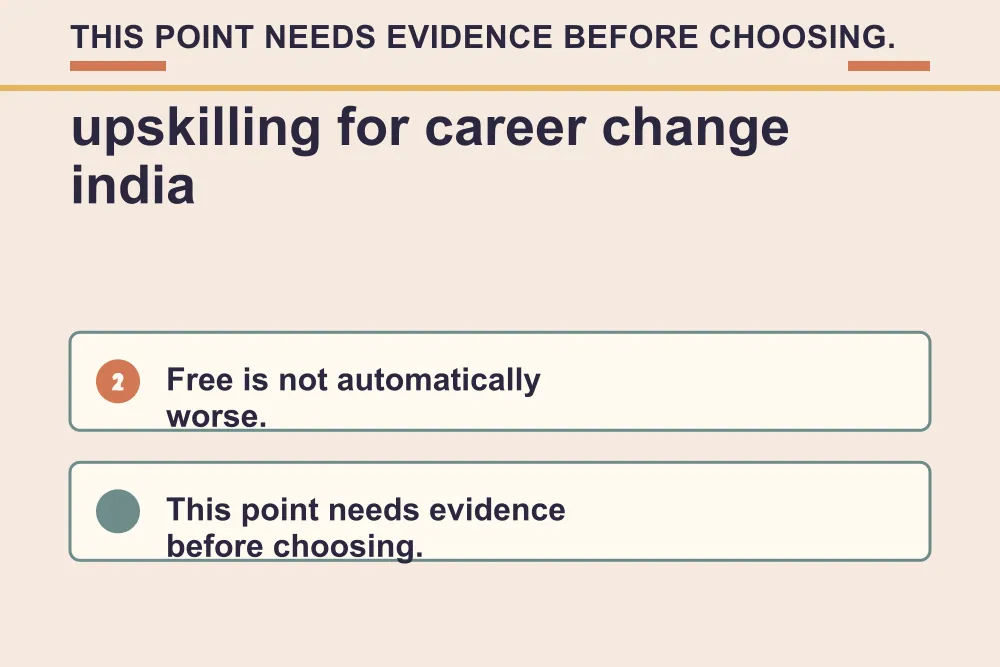 THIS POINT NEEDS EVIDENCE BEFORE CHOOSING.
upskilling for career change
india
2
Free is not automatically
worse.
This point needs evidence
before choosing.